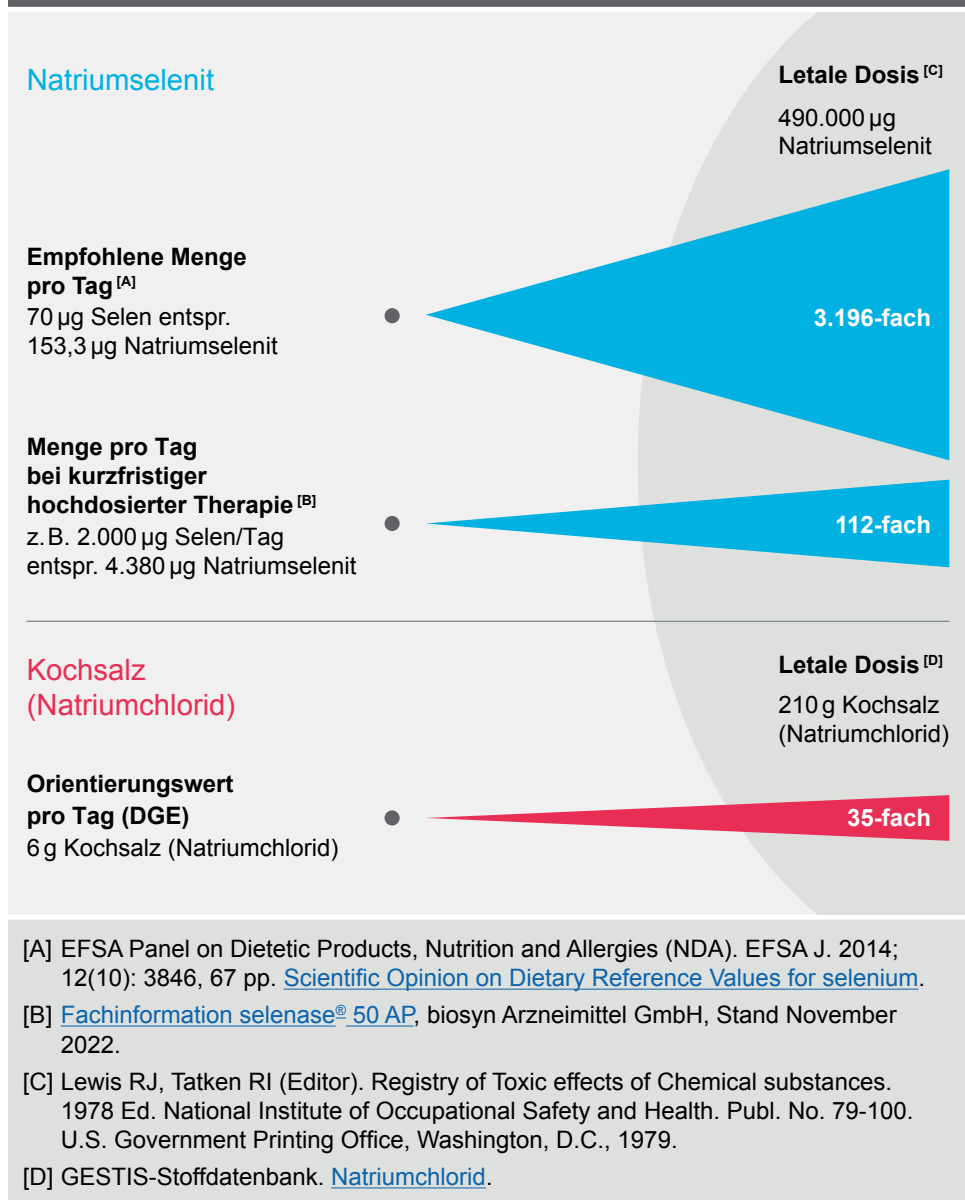 Natriumselenit
Letale Dosis [C]
490.000 µg
Natriumselenit
Empfohlene Menge
pro Tag [A]
70 µg Selen entspr.
153,3 µg Natriumselenit
3.196-fach
Menge pro Tag
bei kurzfristiger
hochdosierter Therapie [B]
z. B. 2.000 µg Selen/Tag
entspr. 4.380 µg Natriumselenit
112-fach
Kochsalz
(Natriumchlorid)
Letale Dosis [D]
210 g Kochsalz
(Natriumchlorid)
Orientierungswert
pro Tag (DGE)
6 g Kochsalz (Natriumchlorid)
35-fach
[A] EFSA Panel on Dietetic Products, Nutrition and Allergies (NDA). EFSA J. 2014;
12(10): 3846, 67 pp. Scientific Opinion on Dietary Reference Values for selenium.
[B] Fachinformation selenase® 50 AP, biosyn Arzneimittel GmbH, Stand November
2022.
[C] Lewis RJ, Tatken RI (Editor). Registry of Toxic effects of Chemical substances.
1978 Ed. National Institute of Occupational Safety and Health. Publ. No. 79-100.
U.S. Government Printing Office, Washington, D.C., 1979.
[D] GESTIS-Stoffdatenbank. Natriumchlorid.